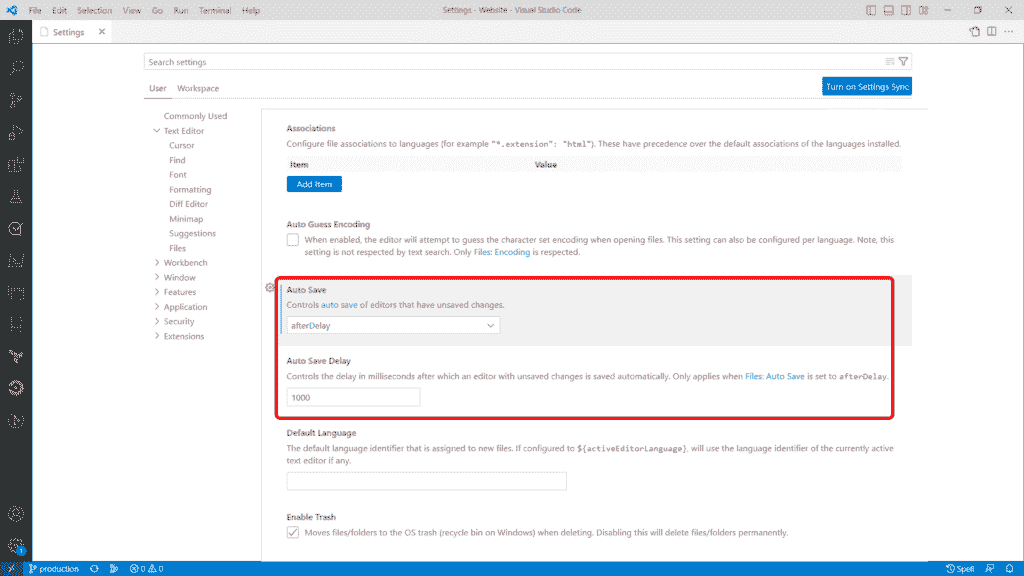 File Edit Selection View Go Run Terminal Help
Settings - Website - Visual Studio Code
Settings
Search settings
User Workspace
Turn on Settings Sync
Commonly Used
Text Editor
Cursor
Find
Font
Formatting
Diff Editor
Minimap
Suggestions
Files
Workbench
Window
Features
Application
Security
Extensions
Associations
Configure file associations to languages (for example "*.extension": "html"). These have precedence over the default associations of the languages installed.
Item Value
Add Item
Auto Guess Encoding
When enabled, the editor will attempt to guess the character set encoding when opening files. This setting can also be configured per language. Note, this
setting is not respected by text search. Only Files: Encoding is respected.
Auto Save
Controls auto save of editors that have unsaved changes.
afterDelay
Auto Save Delay
Controls the delay in milliseconds after which an editor with unsaved changes is saved automatically. Only applies when Files: Auto Save is set to afterDelay.
1000
Default Language
The default language identifier that is assigned to new files. If configured to ${activeEditorLanguage}, will use the language identifier of the currently active
text editor if any.
Enable Trash
Moves files/folders to the OS trash (recycle bin on Windows) when deleting. Disabling this will delete files/folders permanently.
1
production 0 0 Spell